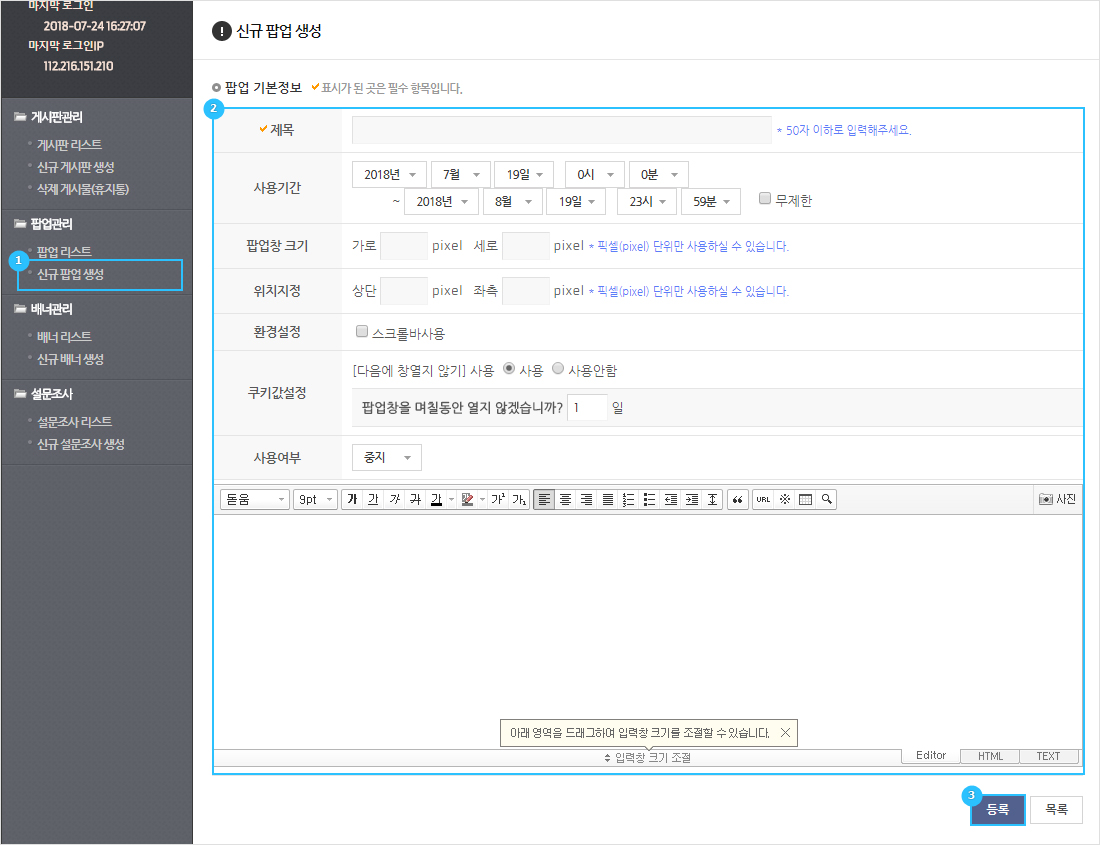 마지막 로그인
2018-07-24 16:27:07
마지막 로그인IP
112.216.151.210
게시판관리
게시판 리스트
신규 게시판 생성
삭제 게시물(휴지통)
팝업관리
팝업 리스트
1
신규 팝업 생성
배너관리
배너 리스트
신규 배너 생성
설문조사
설문조사 리스트
신규 설문조사 생성
! 신규 팝업 생성
팝업 기본정보 표시가 된 곳은 필수 항목입니다.
2
제목 * 50자 이하로 입력해주세요.
사용기간 2018년 7월 19일 0시 0분
~ 2018년 8월 19일 23시 59분 무제한
팝업창 크기 가로 pixel 세로 pixel * 픽셀(pixel) 단위만 사용하실 수 있습니다.
위치지정 상단 pixel 좌측 pixel * 픽셀(pixel) 단위만 사용하실 수 있습니다.
환경설정 스크롤바사용
쿠키값설정 [다음에 창열지 않기] 사용 사용 사용안함
팝업창을 며칠동안 열지 않겠습니까? 1 일
사용여부 중지
돋움 9pt 가 가 가 가 가 가 가¹ 가₁ “ URL ※ 사진
아래 영역을 드래그하여 입력창 크기를 조절할 수 있습니다.
입력창 크기 조절 Editor HTML TEXT
3
등록 목록